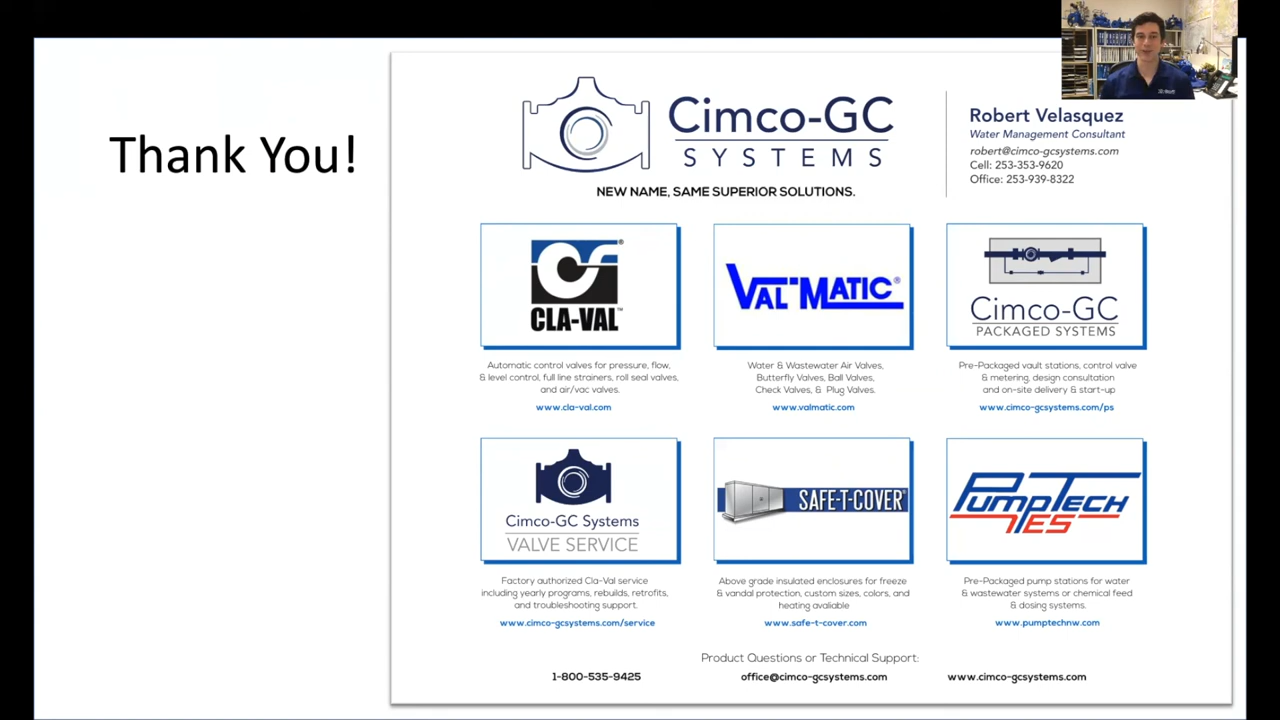 Thank You!
Cimco-GC
SYSTEMS
NEW NAME, SAME SUPERIOR SOLUTIONS.
Robert Velasquez
Water Management Consultant
robert@cimco-gcsystems.com
Cell: 253-353-9620
Office: 253-939-8322
CLA-VAL™
VAL-MATIC®
Cimco-GC
PACKAGED SYSTEMS
Automatic control valves for pressure, flow,
& level control, full line strainers, roll seal valves,
and air/vac valves.
www.cla-val.com
Water & Wastewater Air Valves,
Butterfly Valves, Ball Valves,
Check Valves, & Plug Valves.
www.valmatic.com
Pre-Packaged vault stations, control valve
& metering, design consultation
and on-site delivery & start-up
www.cimco-gcsystems.com/ps
Cimco-GC Systems
VALVE SERVICE
SAFE-T-COVER®
PUMPTECH
TES
Factory authorized Cla-Val service
including yearly programs, rebuilds, retrofits,
and troubleshooting support.
www.cimco-gcsystems.com/service
Above grade insulated enclosures for freeze
& vandal protection, custom sizes, colors, and
heating avaliable
www.safe-t-cover.com
Pre-Packaged pump stations for water
& wastewater systems or chemical feed
& dosing systems.
www.pumptechnw.com
Product Questions or Technical Support:
1-800-535-9425
office@cimco-gcsystems.com
www.cimco-gcsystems.com